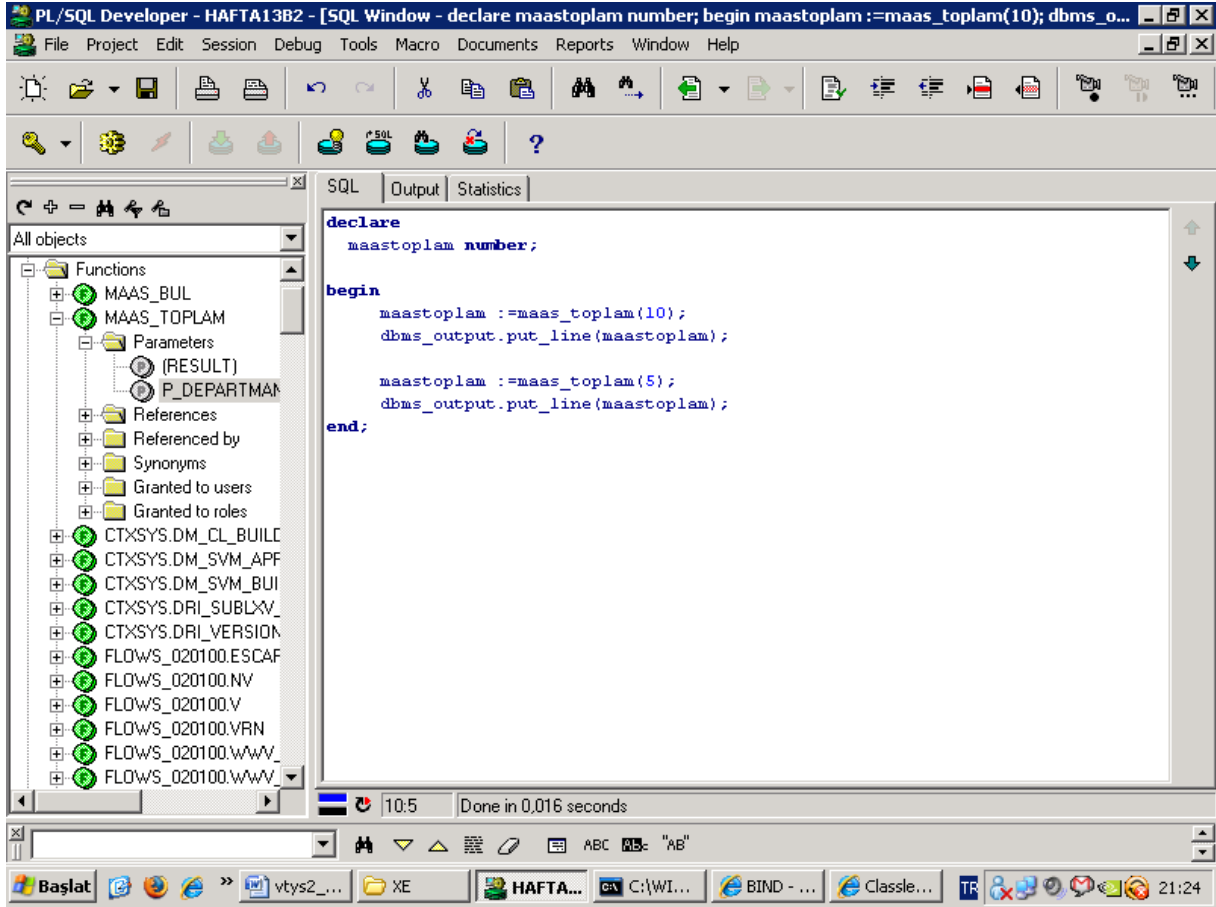 PL/SQL Developer - HAFTA13B2 - [SQL Window - declare maastoplam number; begin maastoplam :=maas_toplam(10); dbms_o...
File Project Edit Session Debug Tools Macro Documents Reports Window Help
SQL Output Statistics
All objects
Functions
MAAS_BUL
MAAS_TOPLAM
Parameters
(RESULT)
P_DEPARTMAN
References
Referenced by
Synonyms
Granted to users
Granted to roles
CTXSYS.DM_CL_BUILD
CTXSYS.DM_SVM_APP
CTXSYS.DM_SVM_BUI
CTXSYS.DRI_SUBLXV_
CTXSYS.DRI_VERSION
FLOWS_020100.ESCAP
FLOWS_020100.NV
FLOWS_020100.V
FLOWS_020100.VRN
FLOWS_020100.WWV_
FLOWS_020100.WWV_
declare
maastoplam number;
begin
maastoplam :=maas_toplam(10);
dbms_output.put_line(maastoplam);
maastoplam :=maas_toplam(5);
dbms_output.put_line(maastoplam);
end;
10:5 Done in 0,016 seconds
ABC ABc "AB"
Başlat » vtys2_... XE HAFTA... C:\WI... BIND - ... Classle... TR 21:24